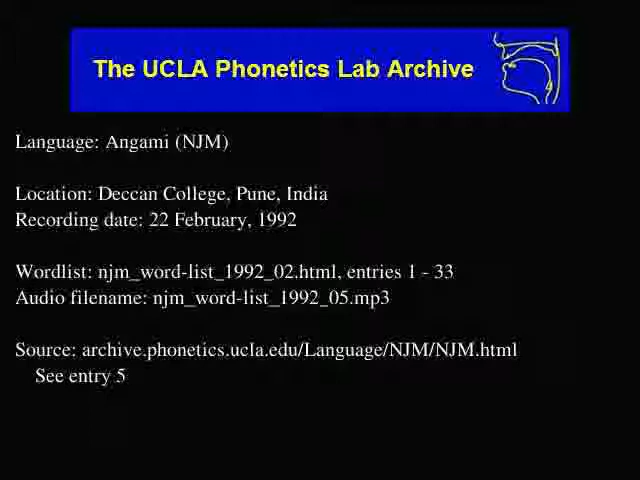 The UCLA Phonetics Lab Archive
Language: Angami (NJM)
Location: Deccan College, Pune, India
Recording date: 22 February, 1992
Wordlist: njm_word-list_1992_02.html, entries 1 - 33
Audio filename: njm_word-list_1992_05.mp3
Source: archive.phonetics.ucla.edu/Language/NJM/NJM.html
See entry 5